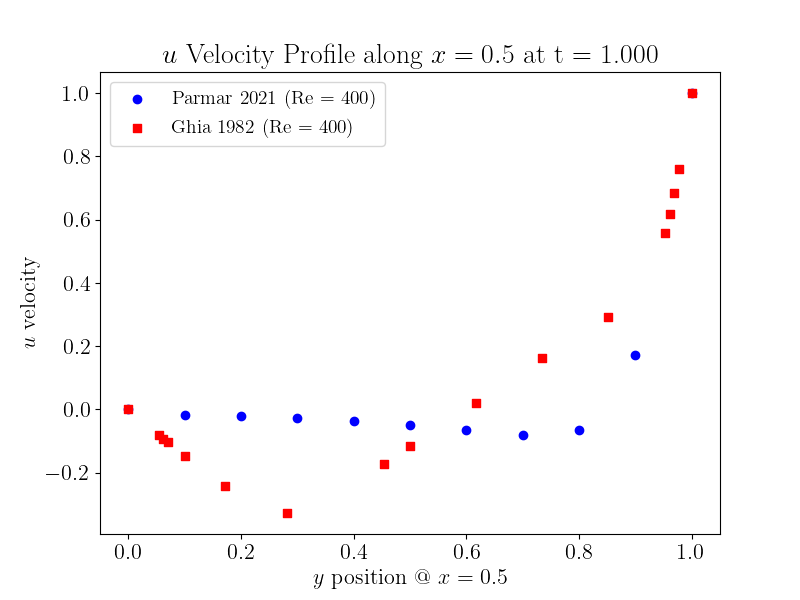 u Velocity Profile along x = 0.5 at t = 1.000
Parmar 2021 (Re = 400)
Ghia 1982 (Re = 400)
u velocity
1.0
0.8
0.6
0.4
0.2
0.0
−0.2
0.0 0.2 0.4 0.6 0.8 1.0
y position @ x = 0.5